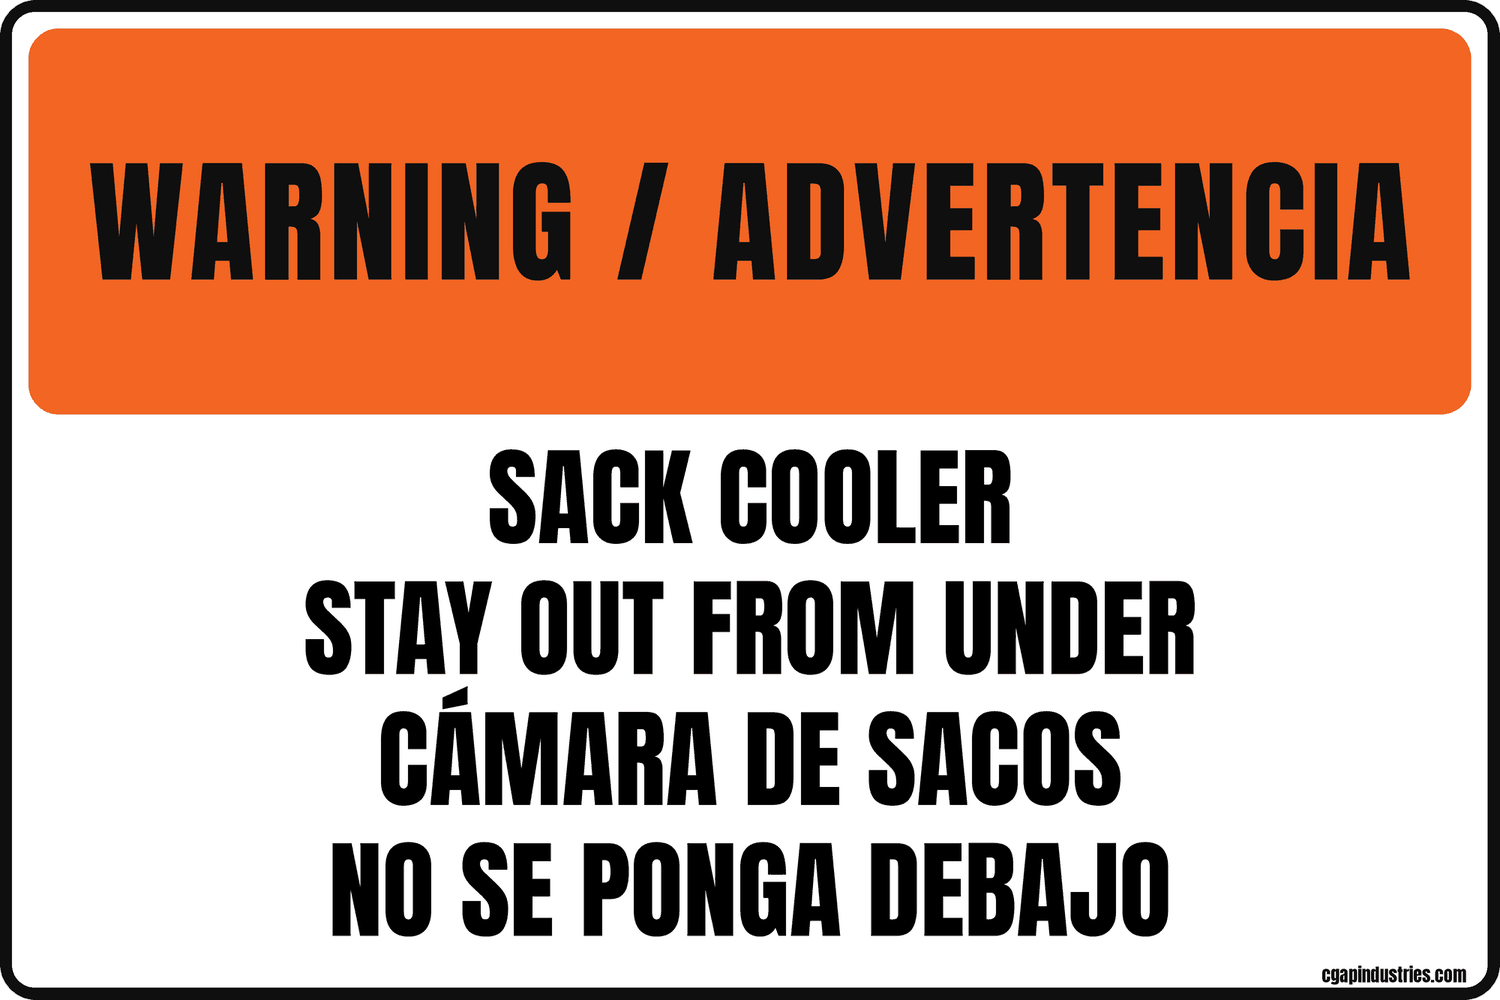 WARNING / ADVERTENCIA
SACK COOLER
STAY OUT FROM UNDER
CÁMARA DE SACOS
NO SE PONGA DEBAJO
cgapindustries.com